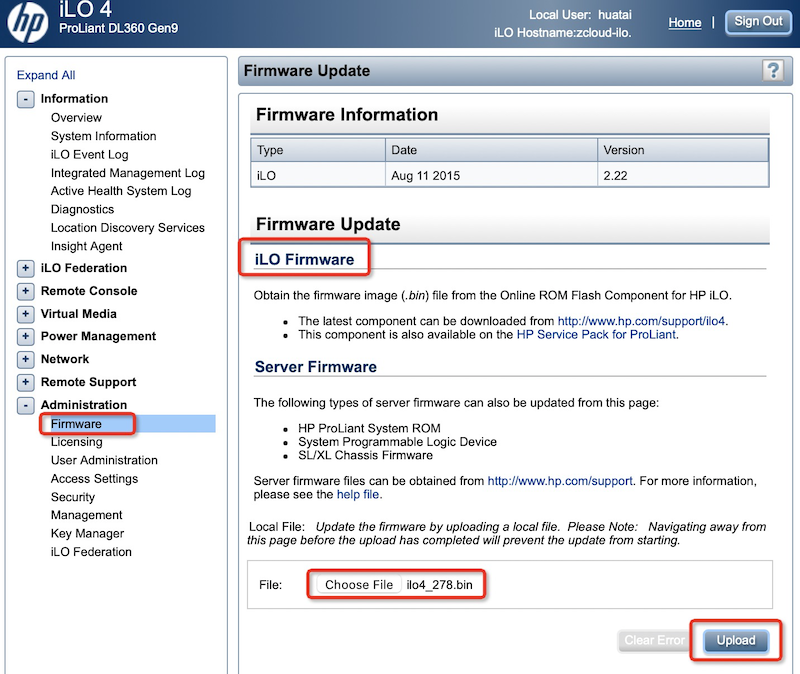 hp
iLO 4
ProLiant DL360 Gen9
Local User: huatai
iLO Hostname:zcloud-ilo.
Home | Sign Out
Expand All
- Information
Overview
System Information
iLO Event Log
Integrated Management Log
Active Health System Log
Diagnostics
Location Discovery Services
Insight Agent
+ iLO Federation
+ Remote Console
+ Virtual Media
+ Power Management
+ Network
+ Remote Support
- Administration
Firmware
Licensing
User Administration
Access Settings
Security
Management
Key Manager
iLO Federation
Firmware Update ?
Firmware Information
Type Date Version
iLO Aug 11 2015 2.22
Firmware Update
iLO Firmware
Obtain the firmware image (.bin) file from the Online ROM Flash Component for HP iLO.
• The latest component can be downloaded from http://www.hp.com/support/ilo4.
• This component is also available on the HP Service Pack for ProLiant.
Server Firmware
The following types of server firmware can also be updated from this page:
• HP ProLiant System ROM
• System Programmable Logic Device
• SL/XL Chassis Firmware
Server firmware files can be obtained from http://www.hp.com/support. For more information,
please see the help file.
Local File: Update the firmware by uploading a local file. Please Note: Navigating away from
this page before the upload has completed will prevent the update from starting.
File: Choose File ilo4_278.bin
Clear Error Upload